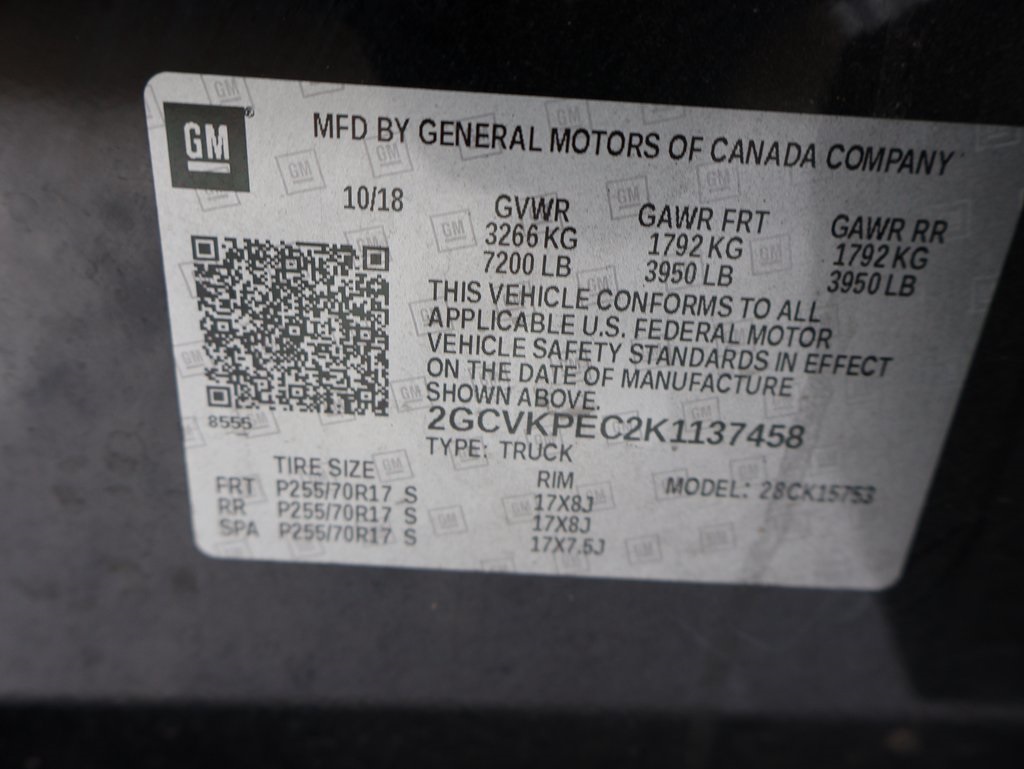 GM
MFD BY GENERAL MOTORS OF CANADA COMPANY
10/18
GVWR GAWR FRT GAWR RR
3266 KG 1792 KG 1792 KG
7200 LB 3950 LB 3950 LB
THIS VEHICLE CONFORMS TO ALL
APPLICABLE U.S. FEDERAL MOTOR
VEHICLE SAFETY STANDARDS IN EFFECT
ON THE DATE OF MANUFACTURE
SHOWN ABOVE.
8555
2GCVKPEC2K1137458
TYPE: TRUCK
TIRE SIZE RIM MODEL: 2SCK15753
FRT P255/70R17 S 17X8J
RR P255/70R17 S 17X8J
SPA P255/70R17 S 17X7.5J